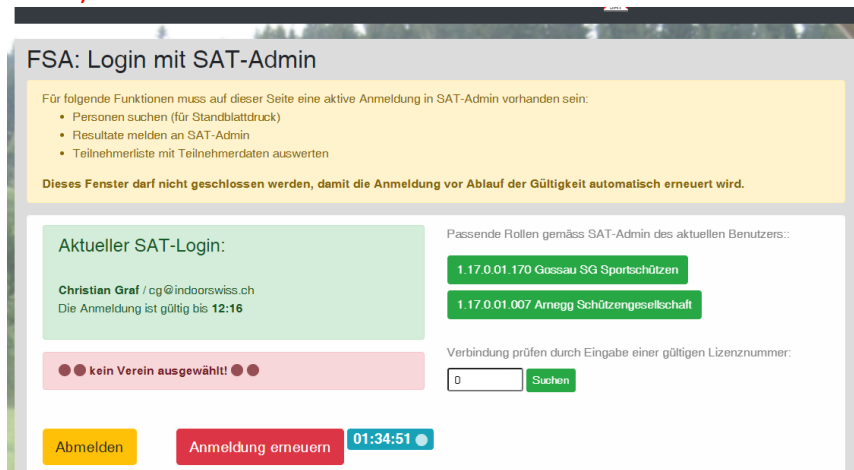 FSA: Login mit SAT-Admin
Für folgende Funktionen muss auf dieser Seite eine aktive Anmeldung in SAT-Admin vorhanden sein:
• Personen suchen (für Standblattdruck)
• Resultate melden an SAT-Admin
• Teilnehmerliste mit Teilnehmerdaten auswerten
Dieses Fenster darf nicht geschlossen werden, damit die Anmeldung vor Ablauf der Gültigkeit automatisch erneuert wird.
Aktueller SAT-Login:
Christian Graf / cg@indoorswiss.ch
Die Anmeldung ist gültig bis 12:16
kein Verein ausgewählt!
Passende Rollen gemäss SAT-Admin des aktuellen Benutzers::
1.17.0.01.170 Gossau SG Sportschützen
1.17.0.01.007 Arnegg Schützengesellschaft
Verbindung prüfen durch Eingabe einer gültigen Lizenznummer:
0 Suchen
Abmelden
Anmeldung erneuern
01:34:51